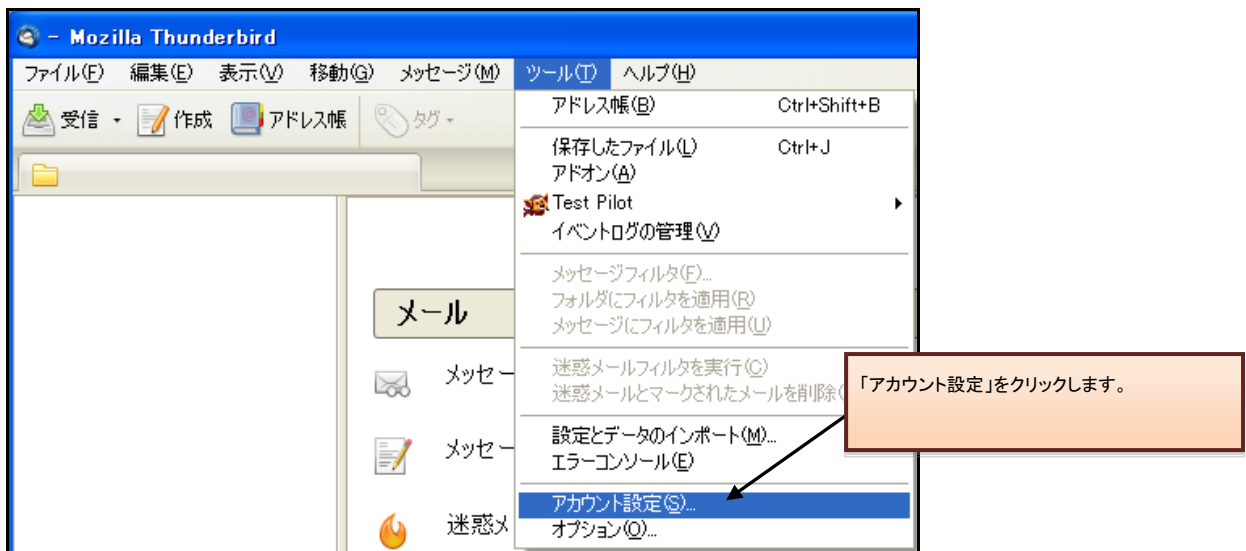 - Mozilla Thunderbird
ファイル(F) 編集(E) 表示(V) 移動(G) メッセージ(M) ツール(T) ヘルプ(H)
受信 作成 アドレス帳 タグ
アドレス帳(B) Ctrl+Shift+B
保存したファイル(L) Ctrl+J
アドオン(A)
Test Pilot
イベントログの管理(V)
メッセージフィルタ(F)...
フォルダにフィルタを適用(R)
メッセージにフィルタを適用(U)
メール
迷惑メールフィルタを実行(C)
メッセー
迷惑メールとマークされたメールを削除(
「アカウント設定」をクリックします。
設定とデータのインポート(M)...
メッセー
エラーコンソール(E)
アカウント設定(S)...
迷惑メ
オプション(O)...